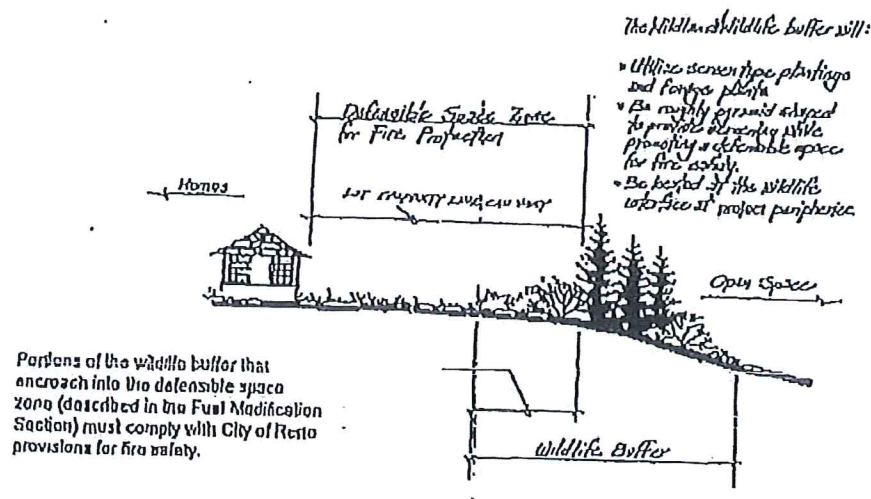 The Wildland Wildlife buffer will:
• Utilize screen type plantings
and forage plants
• Be roughly pyramid shaped
to provide screening while
promoting a defensible space
for fire safety.
• Be located at the wildlife
interface at project peripheries.
Defensible Space Zone
for Fire Protection
Homes
Open Space
Portions of the wildlife buffer that
encroach into the defensible space
zone (described in the Fuel Modification
Section) must comply with City of Reno
provisions for fire safety.
Wildlife Buffer